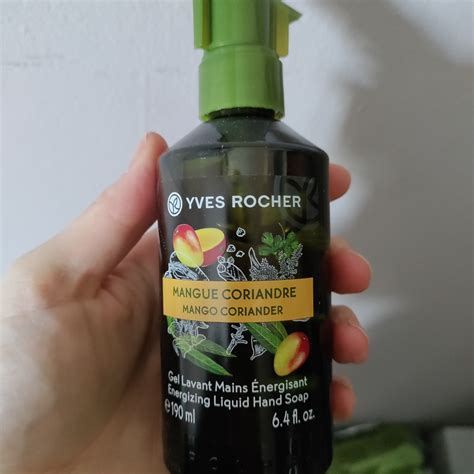 YVES ROCHER
MANGUE CORIANDRE
MANGO CORIANDER
Gel Lavant Mains Énergisant
Energizing Liquid Hand Soap
e 190 ml 6.4 fl. oz.